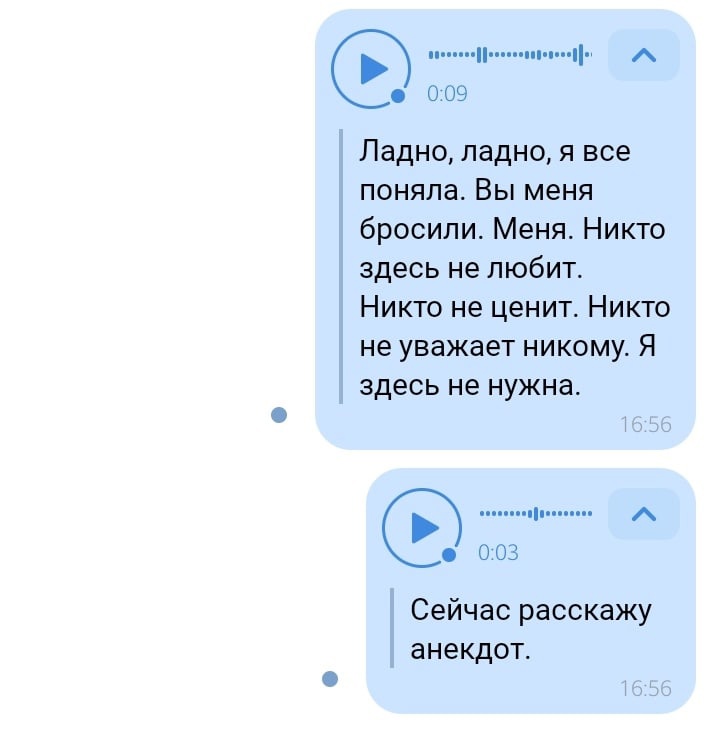 0:09
Ладно, ладно, я все
поняла. Вы меня
бросили. Меня. Никто
здесь не любит.
Никто не ценит. Никто
не уважает никому. Я
здесь не нужна.
16:56
0:03
Сейчас расскажу
анекдот.
16:56